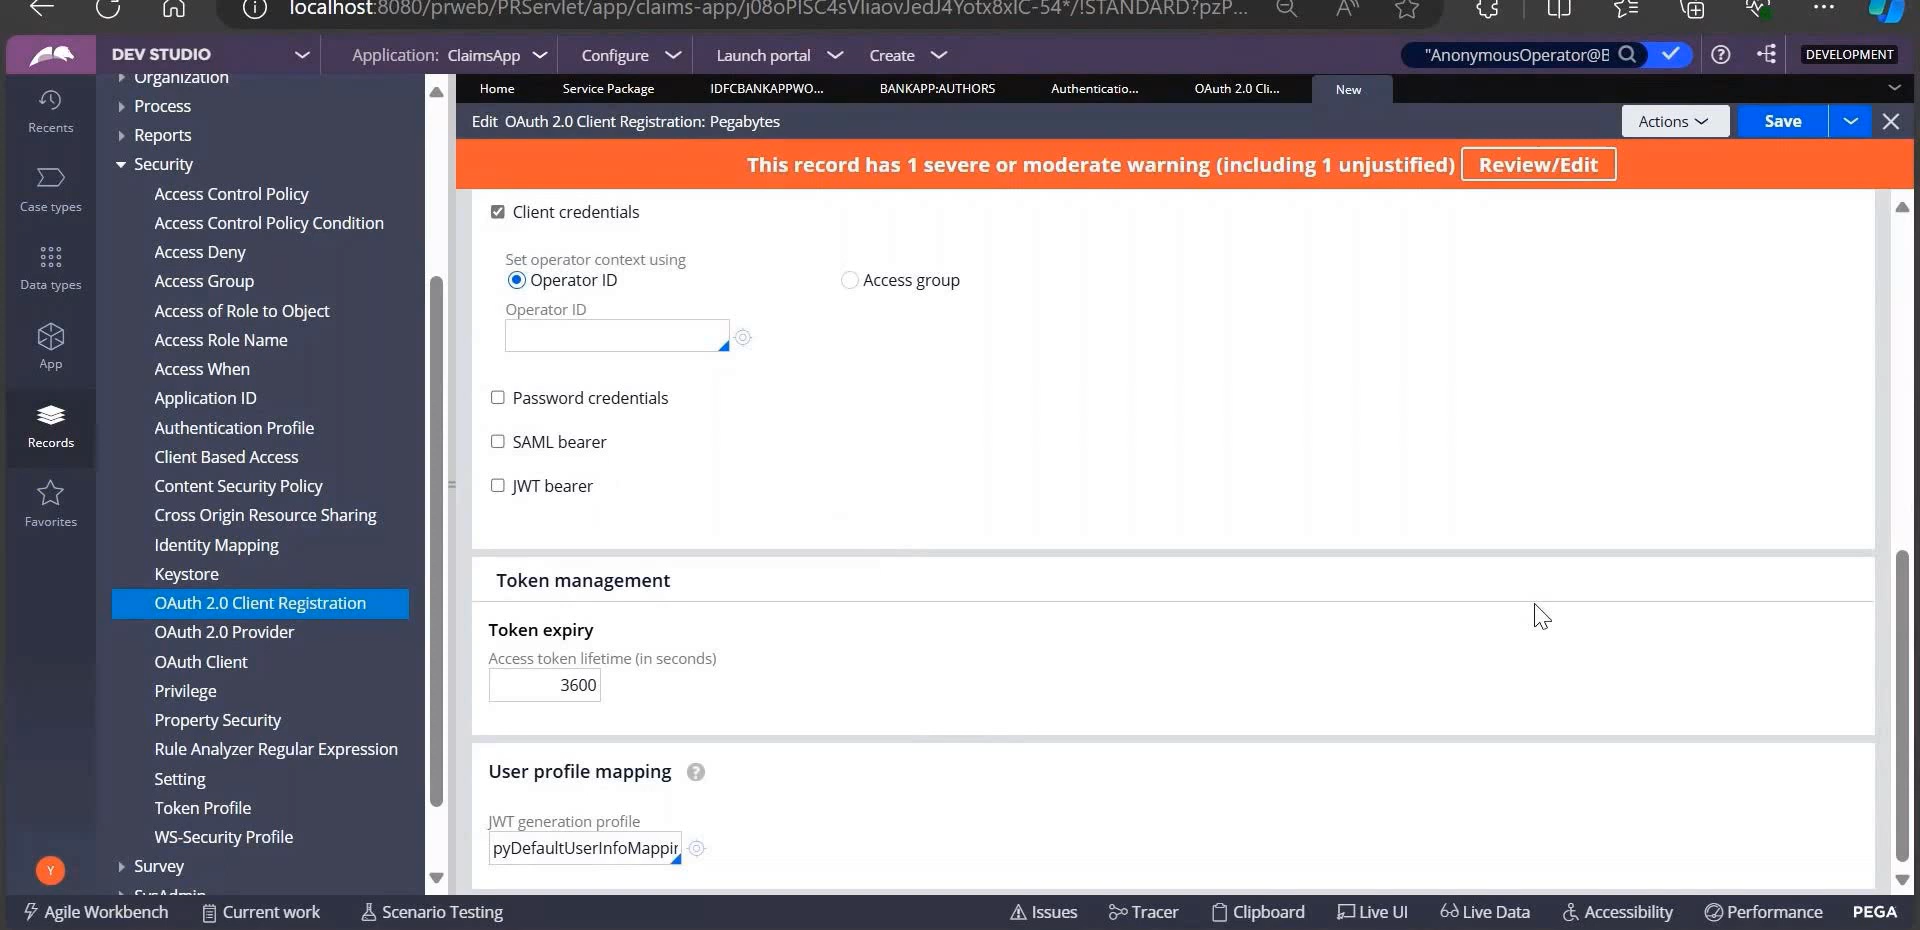 localhost:8080/prweb/PRServlet/app/claims-app/
DEV STUDIO
Application: ClaimsApp
Configure
Launch portal
Create
"AnonymousOperator@B
DEVELOPMENT
Recents
Case types
Data types
App
Records
Favorites
Y
Organization
Process
Reports
Security
Access Control Policy
Access Control Policy Condition
Access Deny
Access Group
Access of Role to Object
Access Role Name
Access When
Application ID
Authentication Profile
Client Based Access
Content Security Policy
Cross Origin Resource Sharing
Identity Mapping
Keystore
OAuth 2.0 Client Registration
OAuth 2.0 Provider
OAuth Client
Privilege
Property Security
Rule Analyzer Regular Expression
Setting
Token Profile
WS-Security Profile
Survey
Home
Service Package
IDFCBANKAPPWO...
BANKAPP:AUTHORS
Authenticatio...
OAuth 2.0 Cli...
New
Edit OAuth 2.0 Client Registration: Pegabytes
Actions
Save
This record has 1 severe or moderate warning (including 1 unjustified)
Review/Edit
Client credentials
Set operator context using
Operator ID
Access group
Operator ID
Password credentials
SAML bearer
JWT bearer
Token management
Token expiry
Access token lifetime (in seconds)
3600
User profile mapping
JWT generation profile
pyDefaultUserInfoMappin
Agile Workbench
Current work
Scenario Testing
Issues
Tracer
Clipboard
Live UI
Live Data
Accessibility
Performance
PEGA